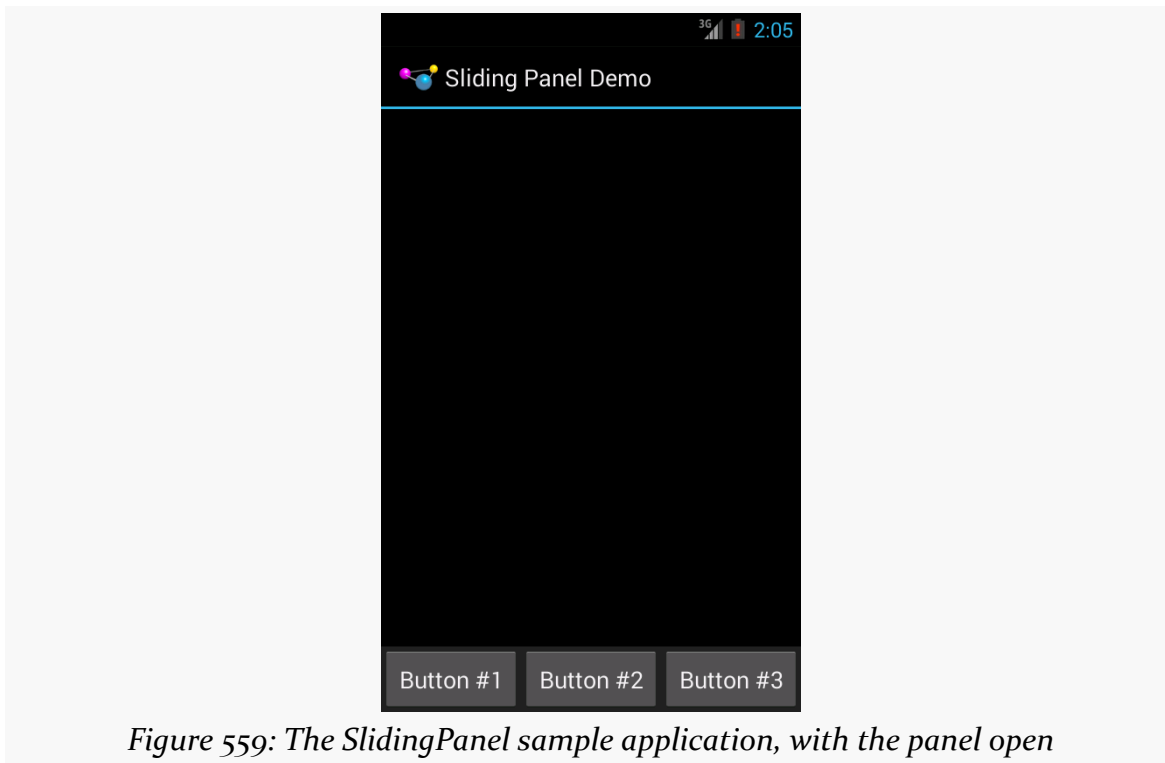 3G 2:05
Sliding Panel Demo
Button #1 Button #2 Button #3
Figure 559: The SlidingPanel sample application, with the panel open